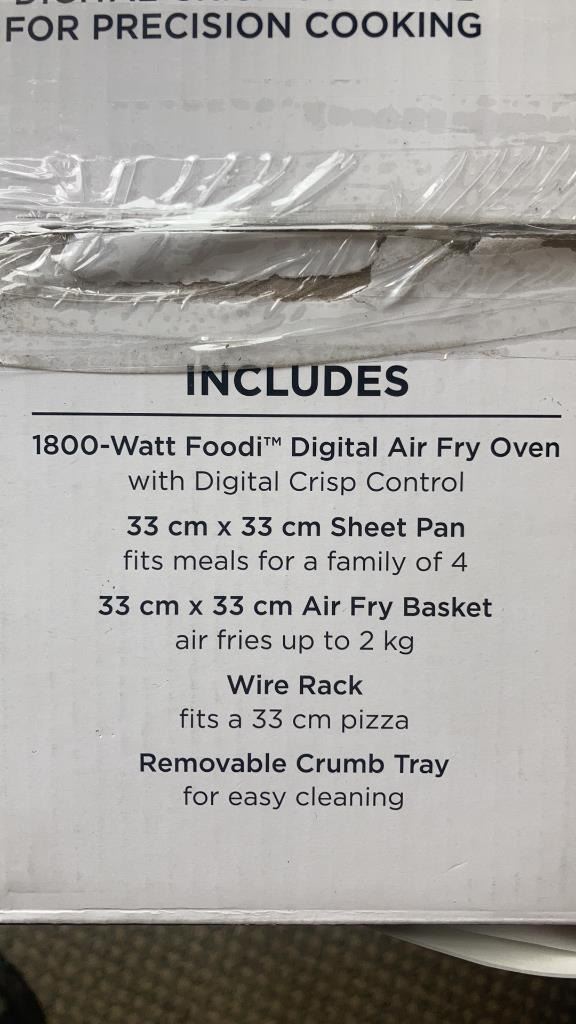 FOR PRECISION COOKING
INCLUDES
1800-Watt Foodi™ Digital Air Fry Oven
with Digital Crisp Control
33 cm x 33 cm Sheet Pan
fits meals for a family of 4
33 cm x 33 cm Air Fry Basket
air fries up to 2 kg
Wire Rack
fits a 33 cm pizza
Removable Crumb Tray
for easy cleaning